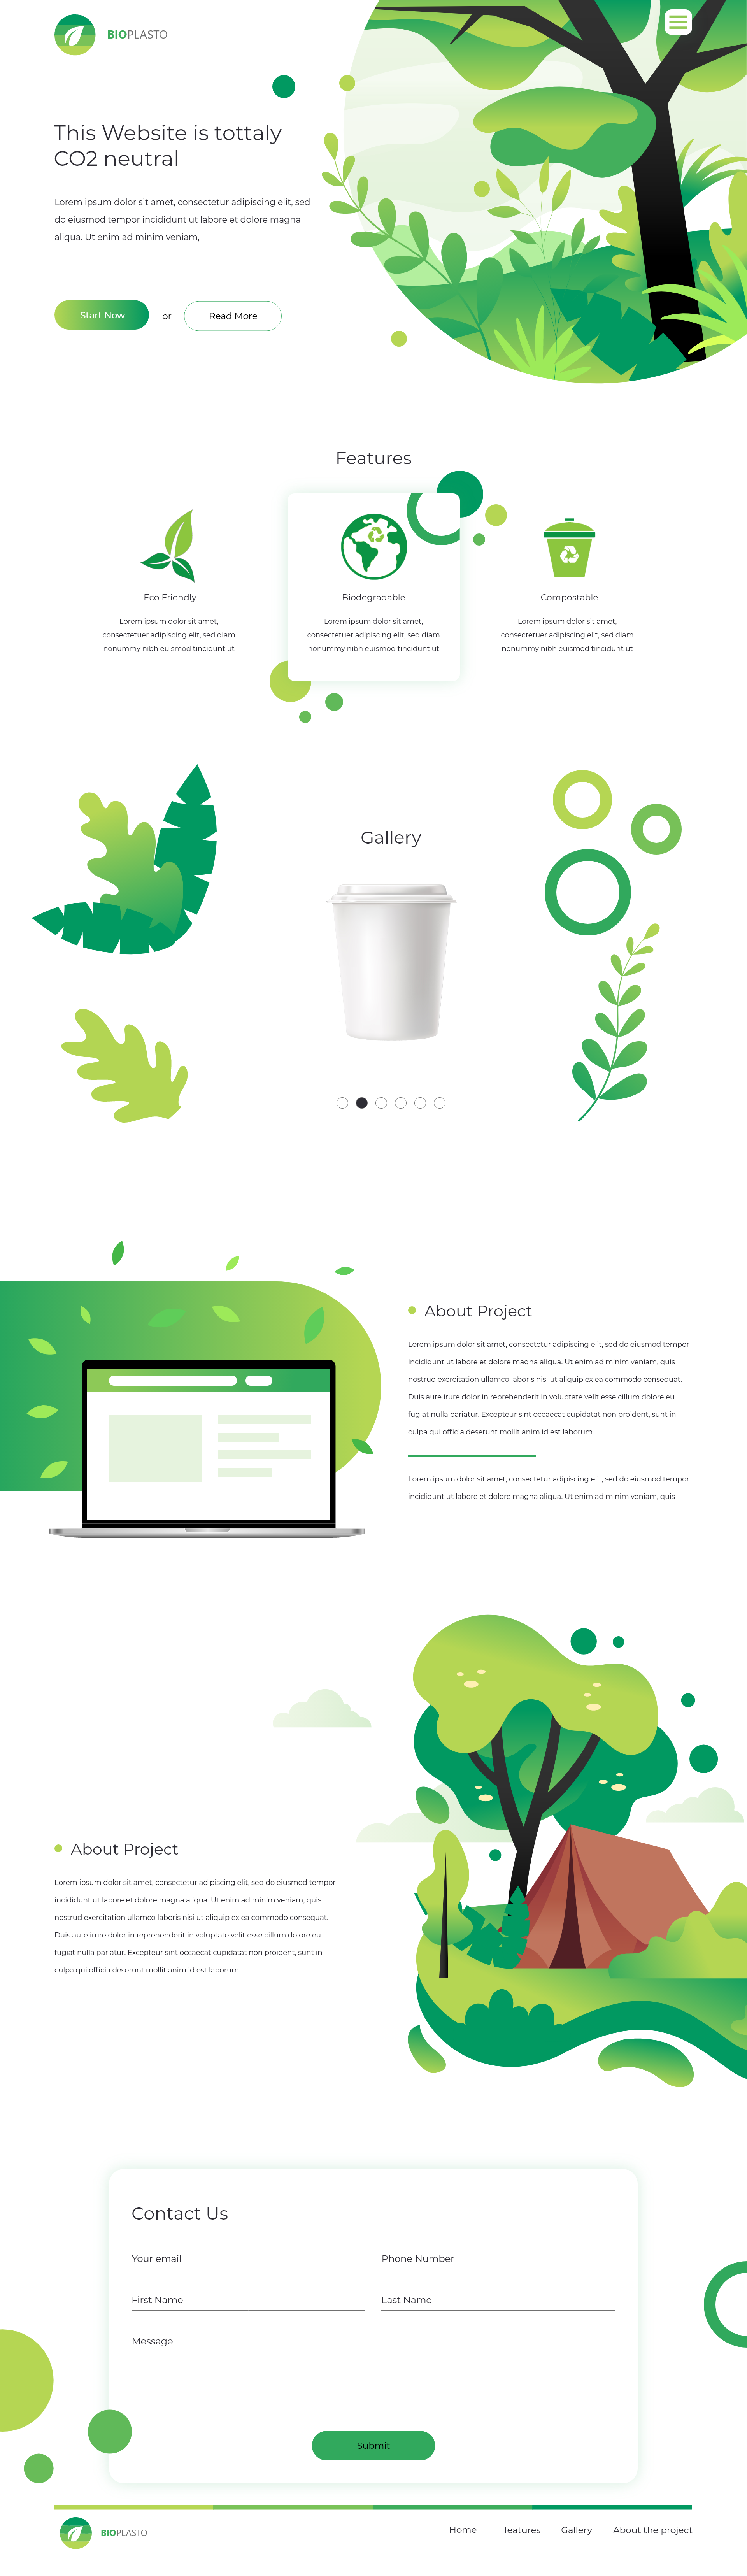 BIOPLASTO
This Website is tottaly
CO2 neutral
Lorem ipsum dolor sit amet, consectetur adipiscing elit, sed
do eiusmod tempor incididunt ut labore et dolore magna
aliqua. Ut enim ad minim veniam,
Start Now
or
Read More
Features
Eco Friendly
Lorem ipsum dolor sit amet,
consectetuer adipiscing elit, sed diam
nonummy nibh euismod tincidunt ut
Biodegradable
Lorem ipsum dolor sit amet,
consectetuer adipiscing elit, sed diam
nonummy nibh euismod tincidunt ut
Compostable
Lorem ipsum dolor sit amet,
consectetuer adipiscing elit, sed diam
nonummy nibh euismod tincidunt ut
Gallery
About Project
Lorem ipsum dolor sit amet, consectetur adipiscing elit, sed do eiusmod tempor
incididunt ut labore et dolore magna aliqua. Ut enim ad minim veniam, quis
nostrud exercitation ullamco laboris nisi ut aliquip ex ea commodo consequat.
Duis aute irure dolor in reprehenderit in voluptate velit esse cillum dolore eu
fugiat nulla pariatur. Excepteur sint occaecat cupidatat non proident, sunt in
culpa qui officia deserunt mollit anim id est laborum.
Lorem ipsum dolor sit amet, consectetur adipiscing elit, sed do eiusmod tempor
incididunt ut labore et dolore magna aliqua. Ut enim ad minim veniam, quis
About Project
Lorem ipsum dolor sit amet, consectetur adipiscing elit, sed do eiusmod tempor
incididunt ut labore et dolore magna aliqua. Ut enim ad minim veniam, quis
nostrud exercitation ullamco laboris nisi ut aliquip ex ea commodo consequat.
Duis aute irure dolor in reprehenderit in voluptate velit esse cillum dolore eu
fugiat nulla pariatur. Excepteur sint occaecat cupidatat non proident, sunt in
culpa qui officia deserunt mollit anim id est laborum.
Contact Us
Your email
Phone Number
First Name
Last Name
Message
Submit
BIOPLASTO
Home
features
Gallery
About the project